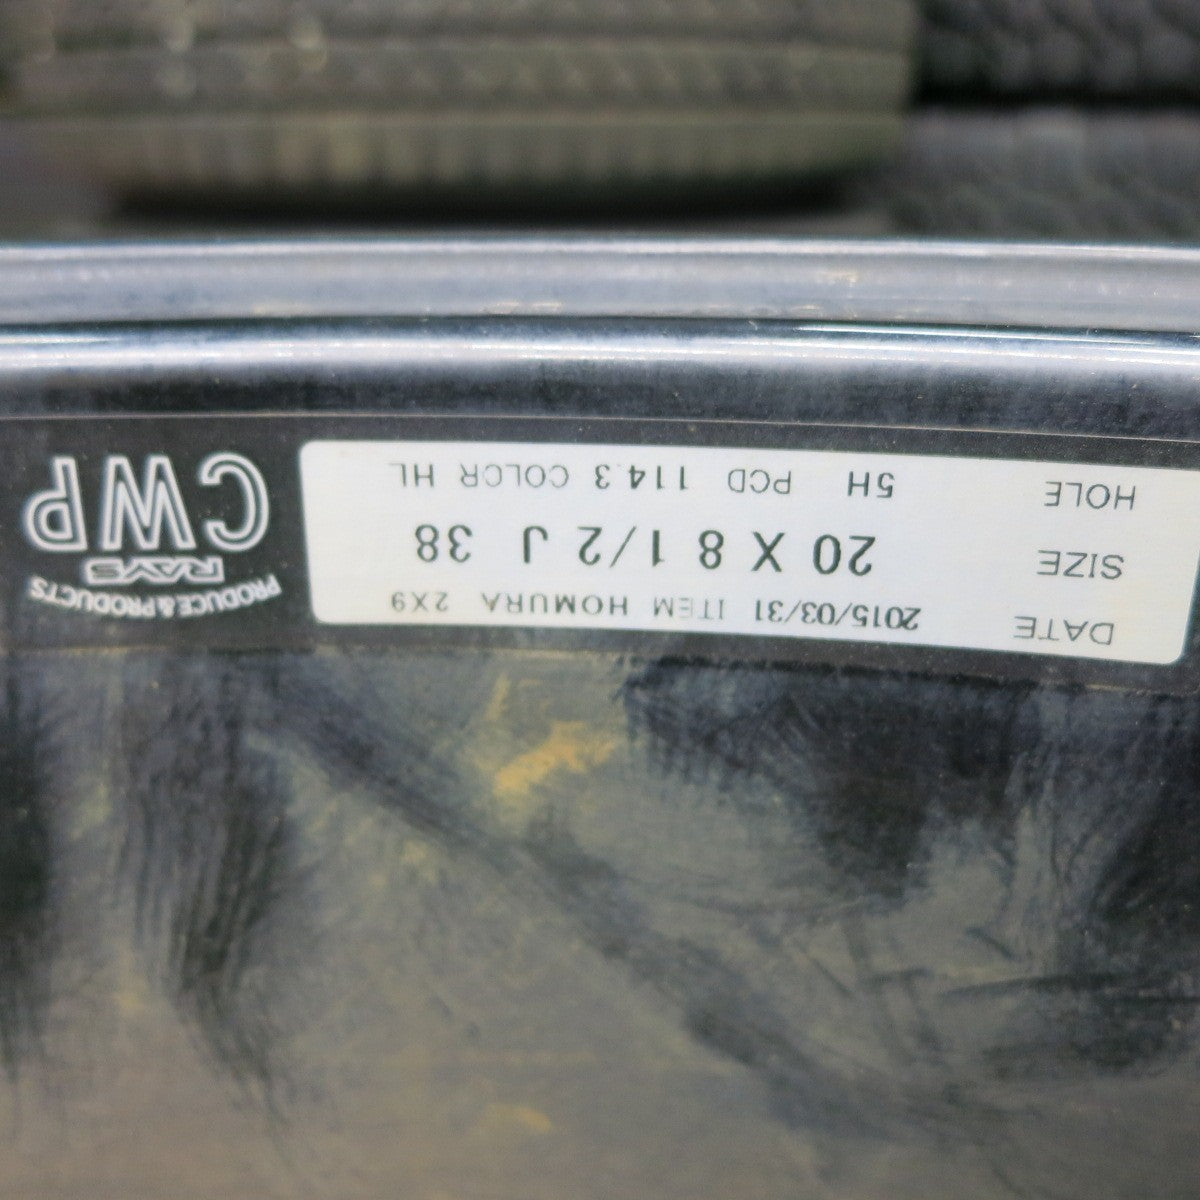 DATE 2015/03/31 ITEM HOMURA 2X9
SIZE 20 X 8 1/2 J 38
HOLE 5H PCD 114.3 COLOR HL
PRODUCE & PRODUCTS
RAYS
CWP